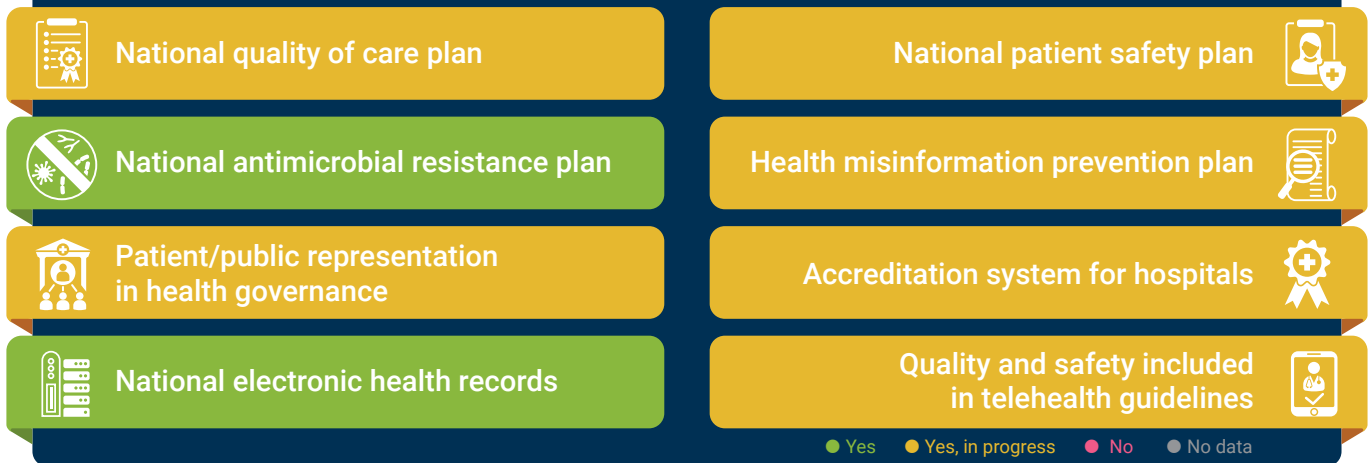 National quality of care plan
National patient safety plan
National antimicrobial resistance plan
Health misinformation prevention plan
Patient/public representation
in health governance
Accreditation system for hospitals
National electronic health records
Quality and safety included
in telehealth guidelines
Yes Yes, in progress No No data